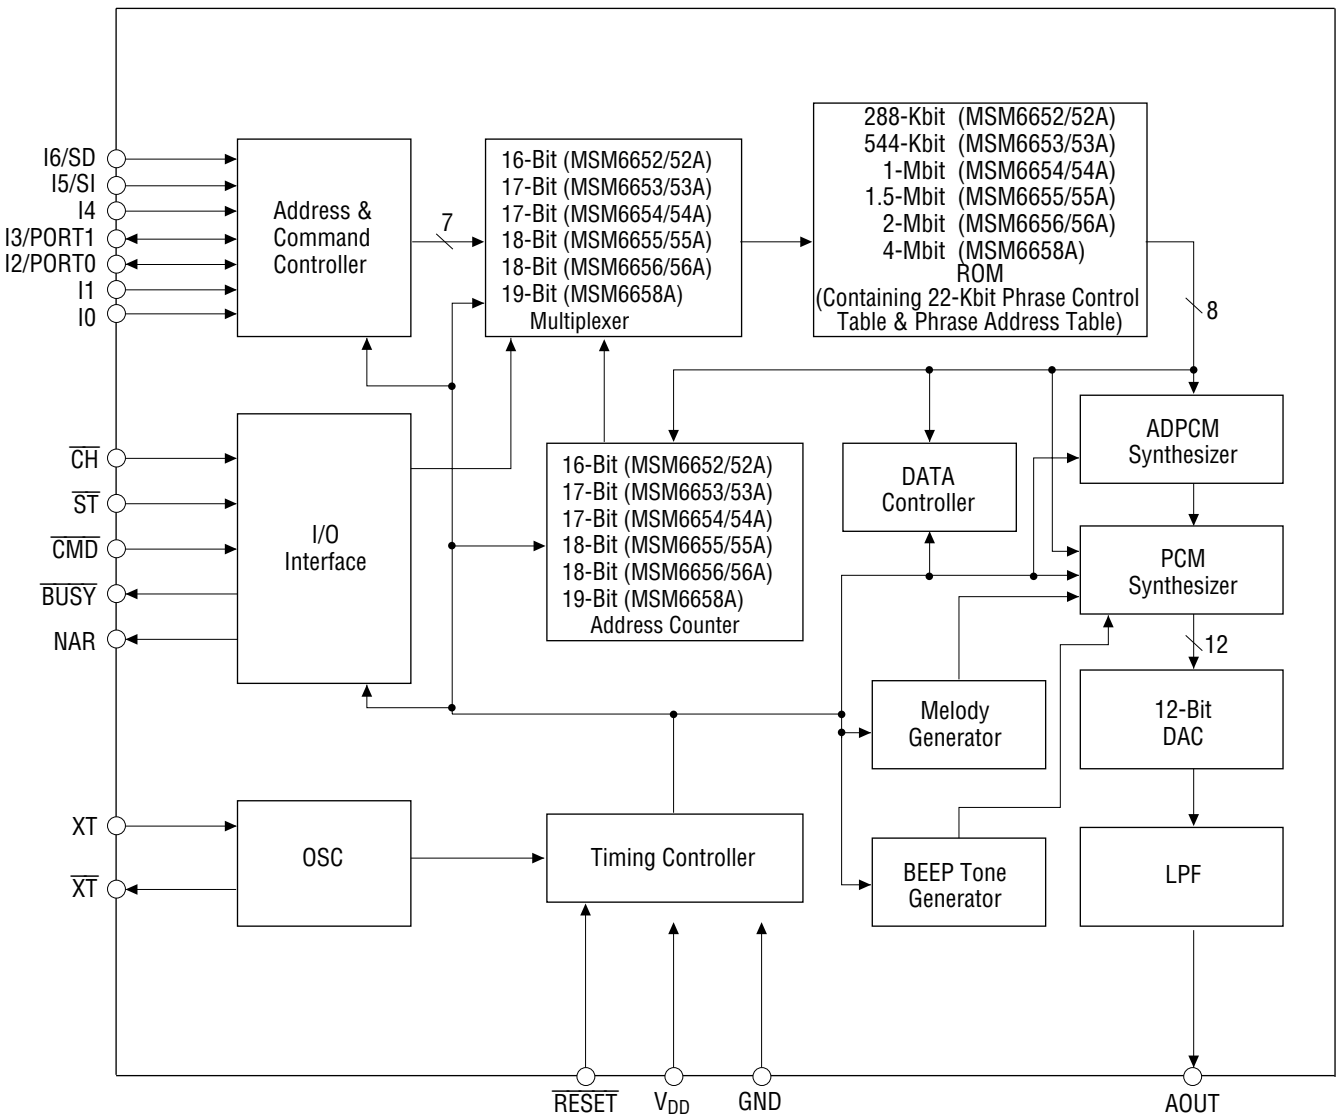 I6/SD
I5/SI
I4
I3/PORT1
I2/PORT0
I1
I0
Address &
Command
Controller
7
16-Bit (MSM6652/52A)
17-Bit (MSM6653/53A)
17-Bit (MSM6654/54A)
18-Bit (MSM6655/55A)
18-Bit (MSM6656/56A)
19-Bit (MSM6658A)
Multiplexer
288-Kbit (MSM6652/52A)
544-Kbit (MSM6653/53A)
1-Mbit (MSM6654/54A)
1.5-Mbit (MSM6655/55A)
2-Mbit (MSM6656/56A)
4-Mbit (MSM6658A)
ROM
(Containing 22-Kbit Phrase Control
Table & Phrase Address Table)
8
C̅H̅
S̅T̅
C̅M̅D̅
B̅U̅S̅Y̅
NAR
I/O
Interface
16-Bit (MSM6652/52A)
17-Bit (MSM6653/53A)
17-Bit (MSM6654/54A)
18-Bit (MSM6655/55A)
18-Bit (MSM6656/56A)
19-Bit (MSM6658A)
Address Counter
DATA
Controller
ADPCM
Synthesizer
PCM
Synthesizer
12
Melody
Generator
12-Bit
DAC
XT
X̅T̅
OSC
Timing Controller
BEEP Tone
Generator
LPF
R̅E̅S̅E̅T̅
VDD
GND
AOUT